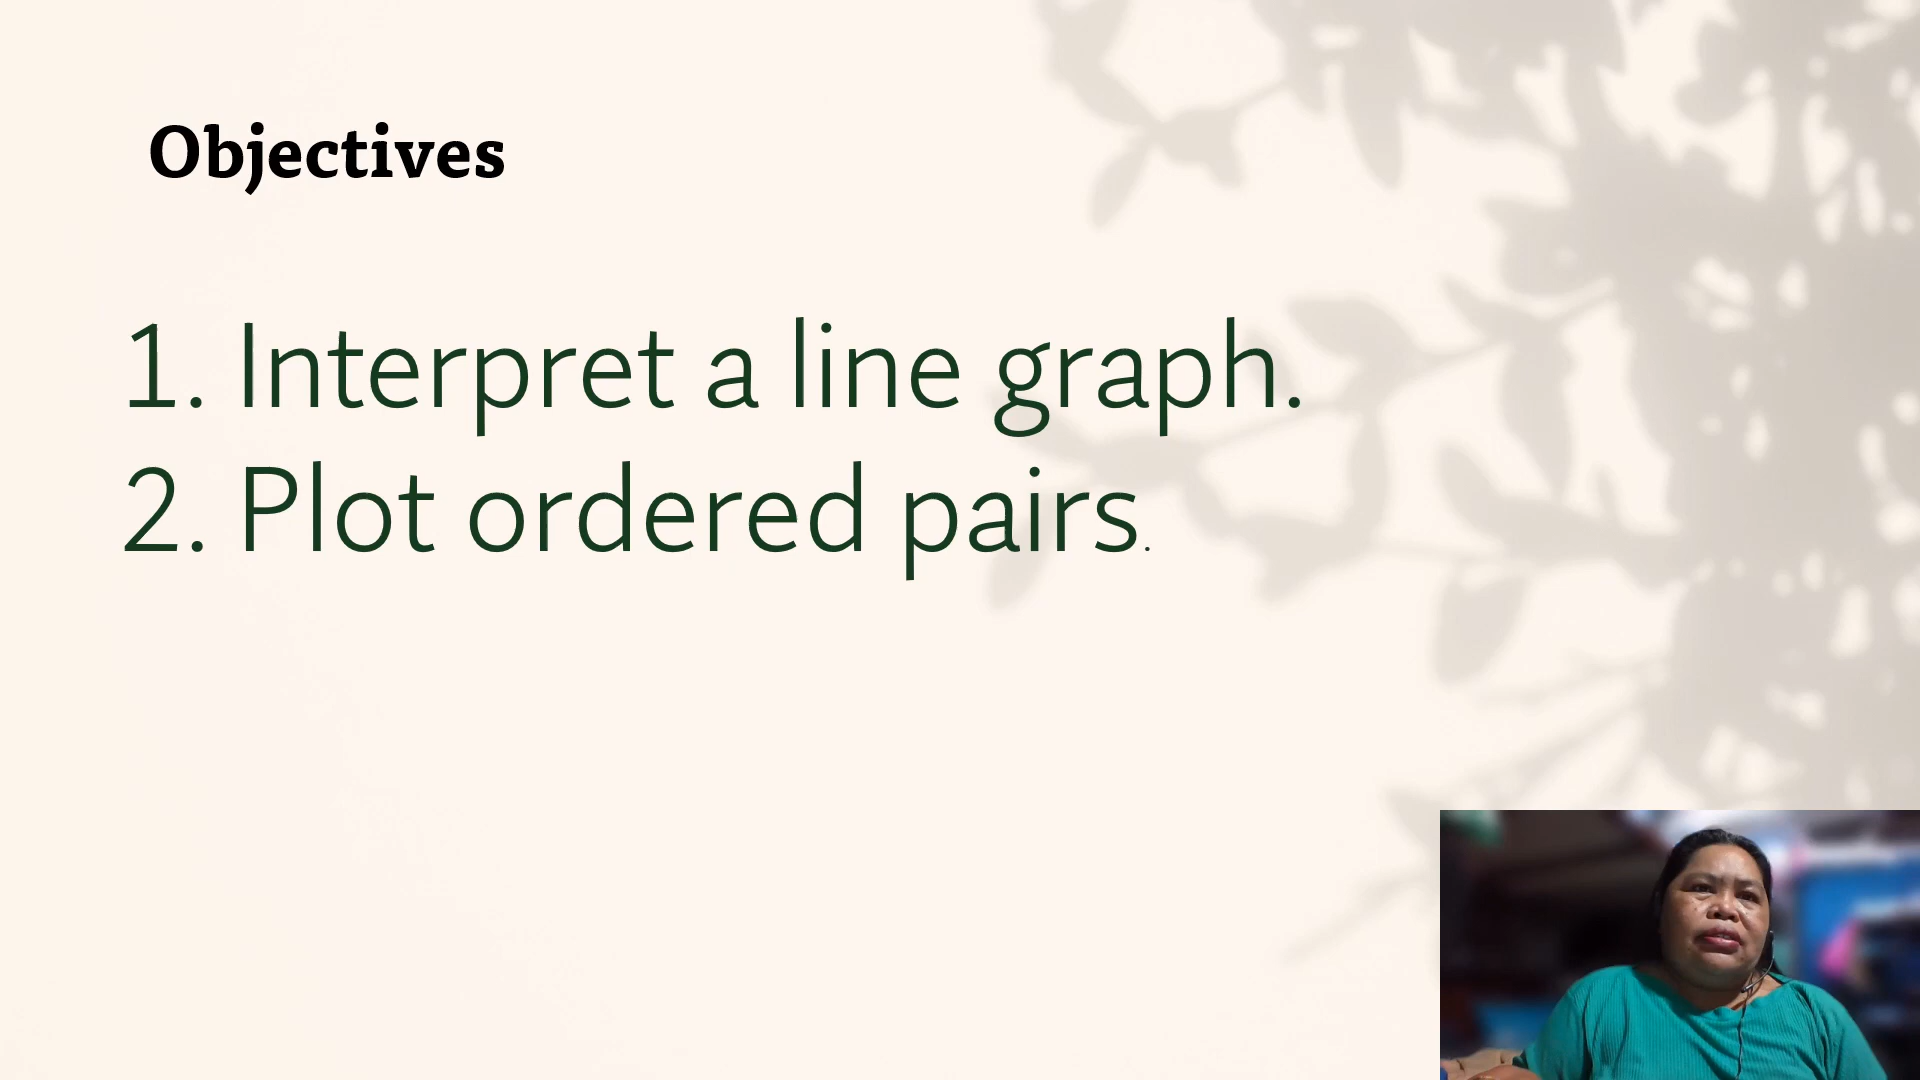 Objectives
1. Interpret a line graph.
2. Plot ordered pairs.